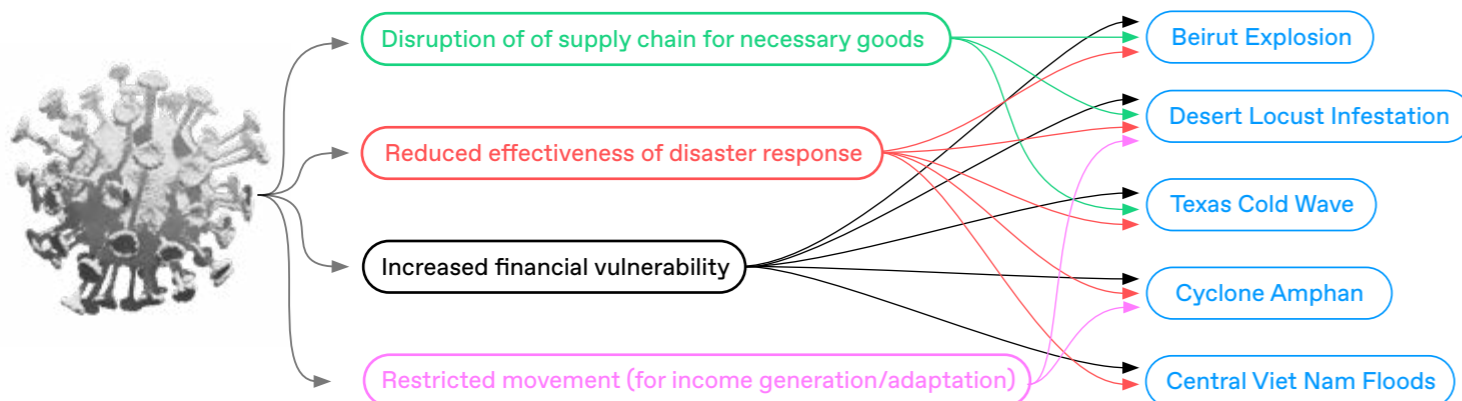 Disruption of of supply chain for necessary goods
Reduced effectiveness of disaster response
Increased financial vulnerability
Restricted movement (for income generation/adaptation)
Beirut Explosion
Desert Locust Infestation
Texas Cold Wave
Cyclone Amphan
Central Viet Nam Floods